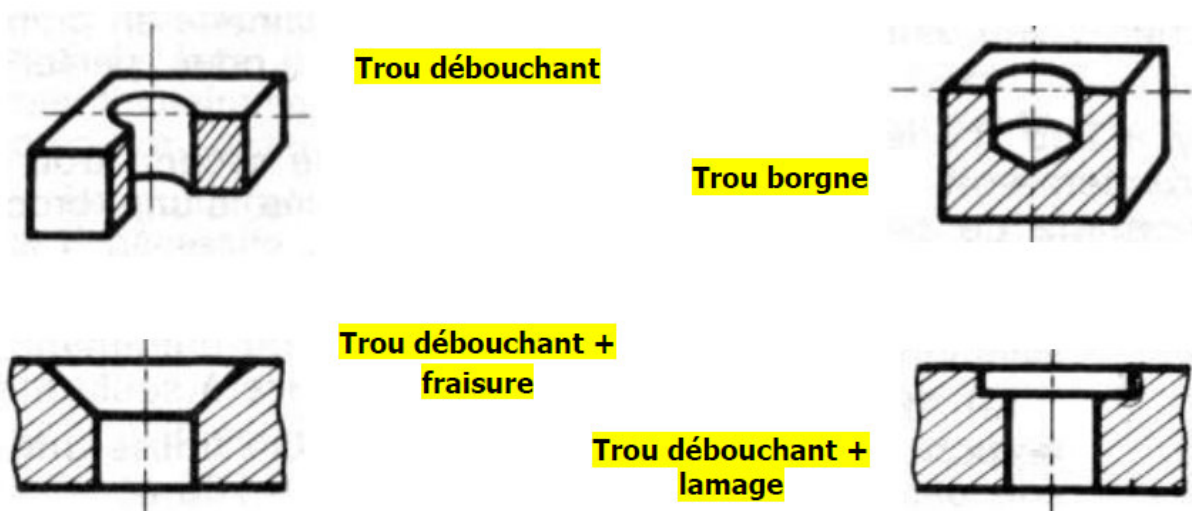 Trou débouchant
Trou borgne
Trou débouchant +
fraisure
Trou débouchant +
lamage